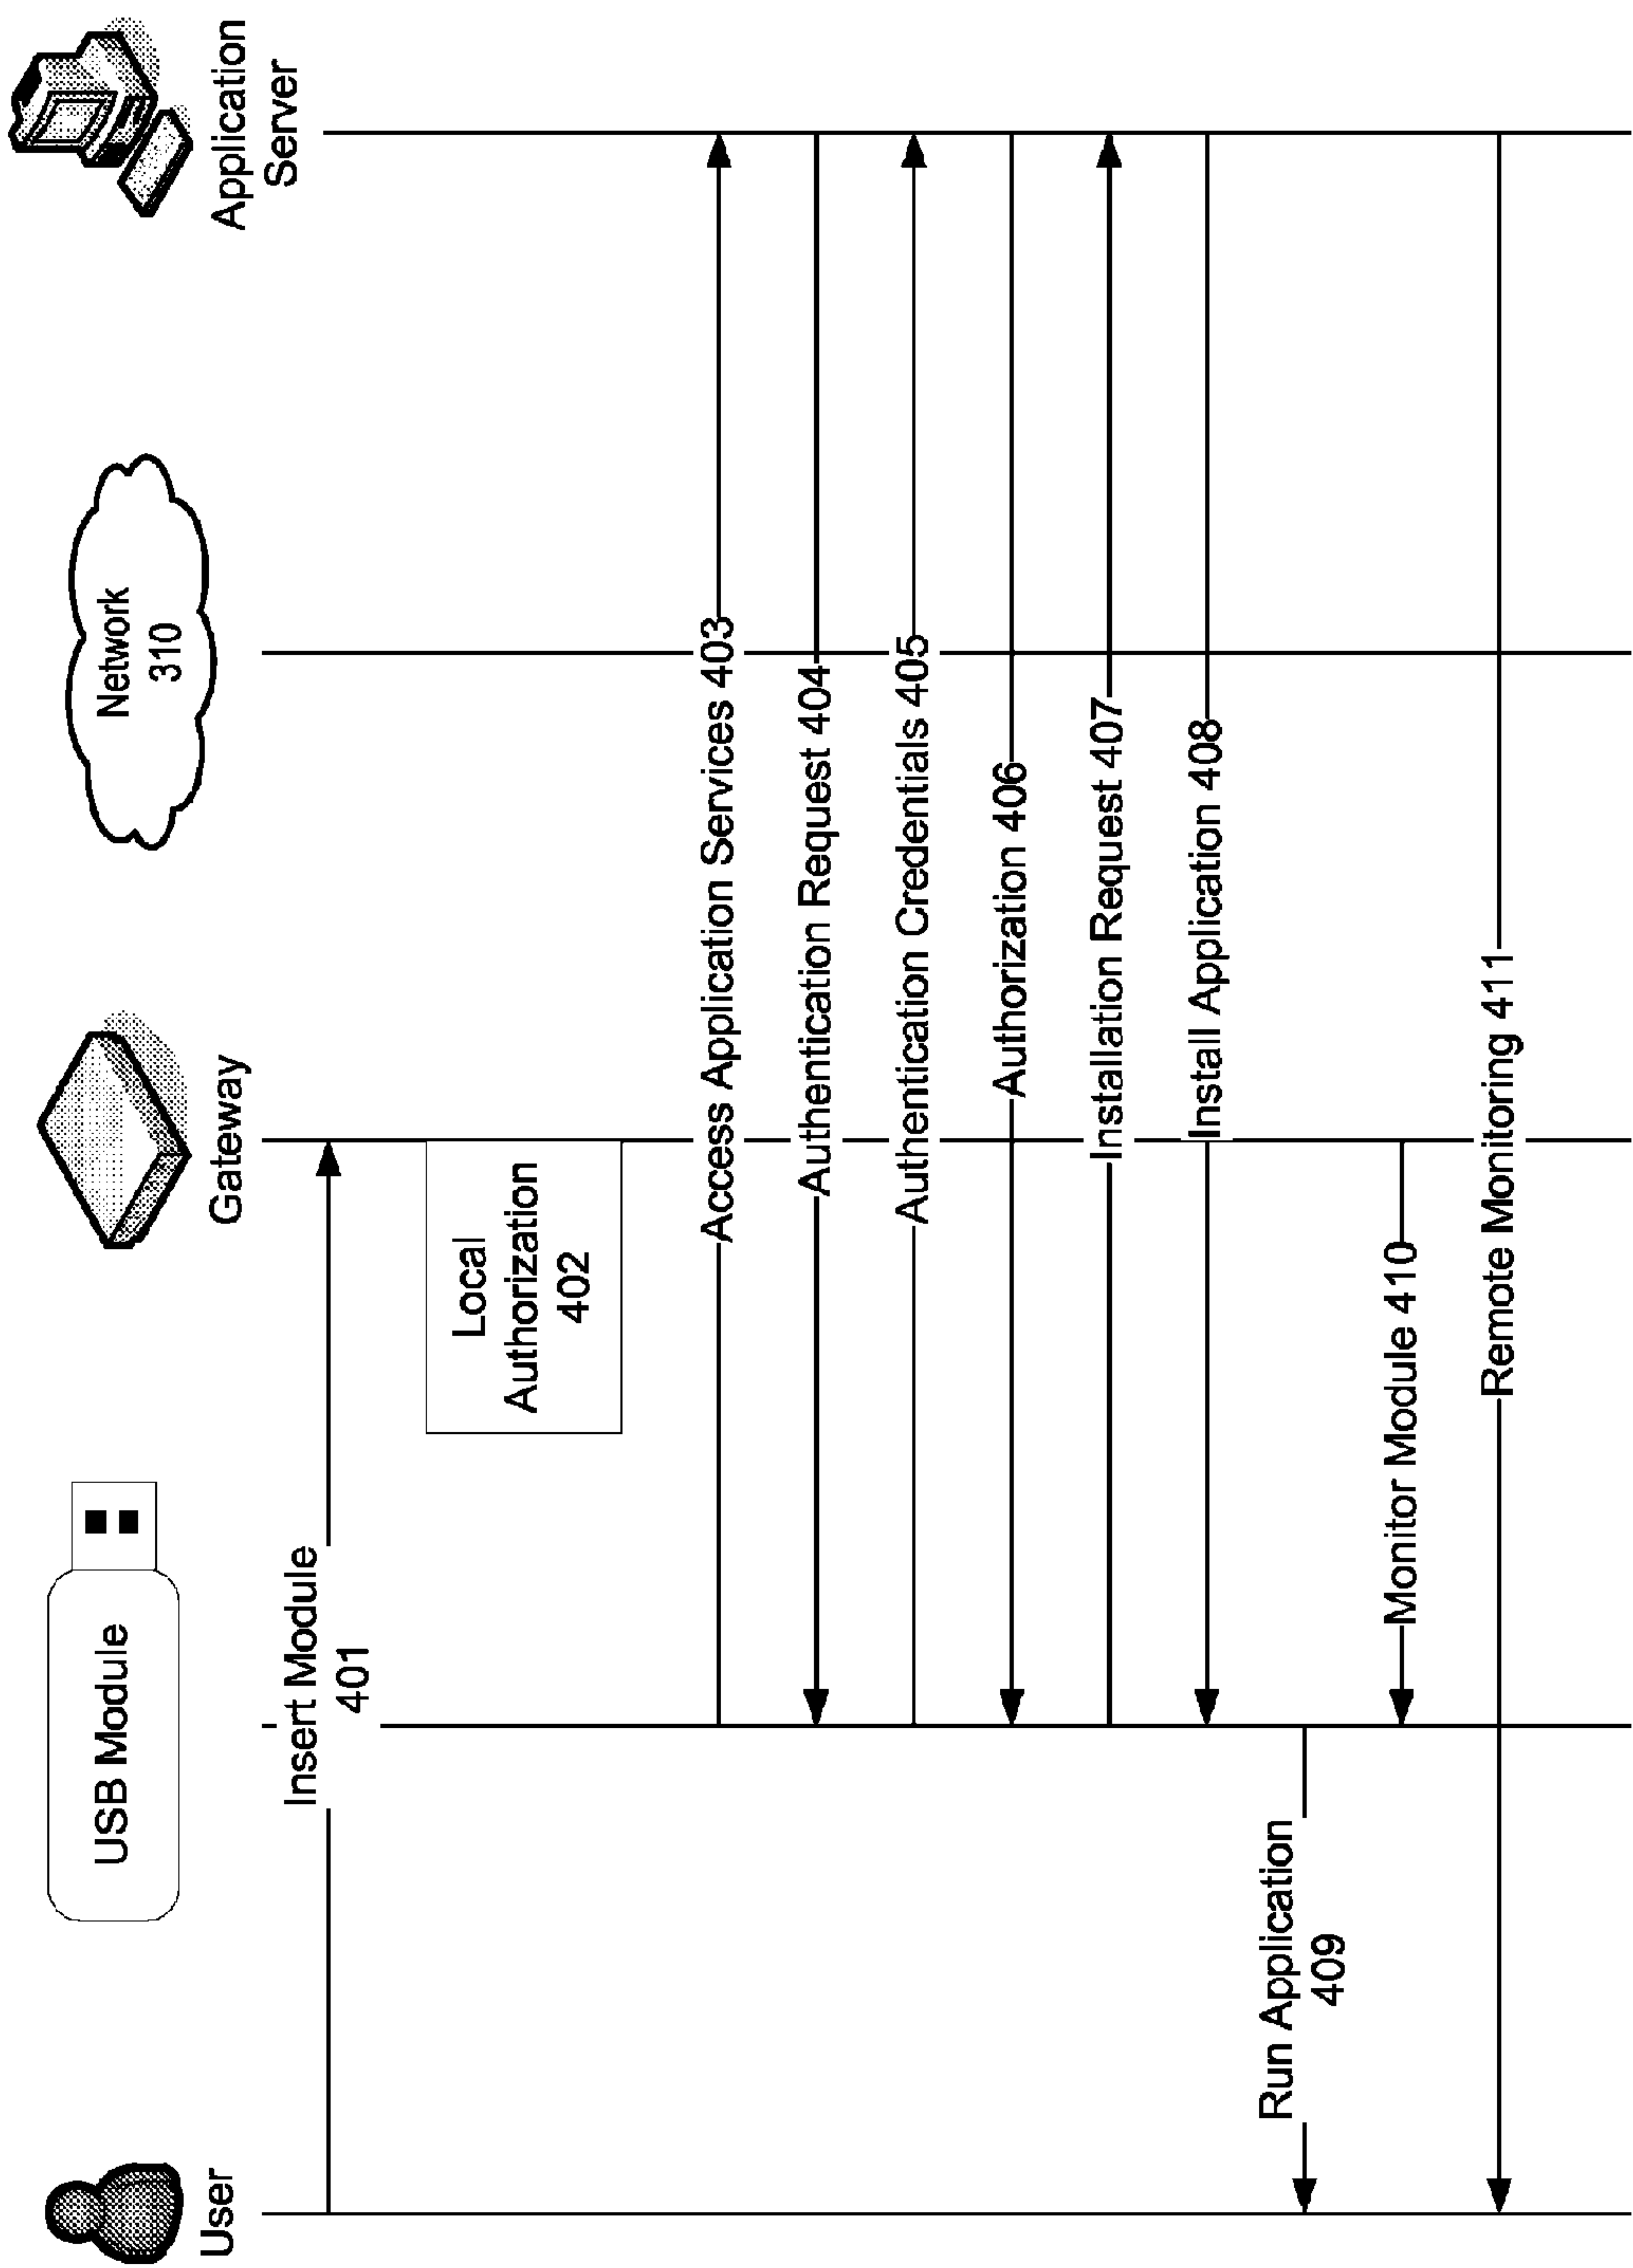 User
USB Module
Gateway
Network
310
Application
Server
Insert Module
401
Local
Authorization
402
Access Application Services 403
Authentication Request 404
Authentication Credentials 405
Authorization 406
Installation Request 407
Install Application 408
Run Application
409
Monitor Module 410
Remote Monitoring 411